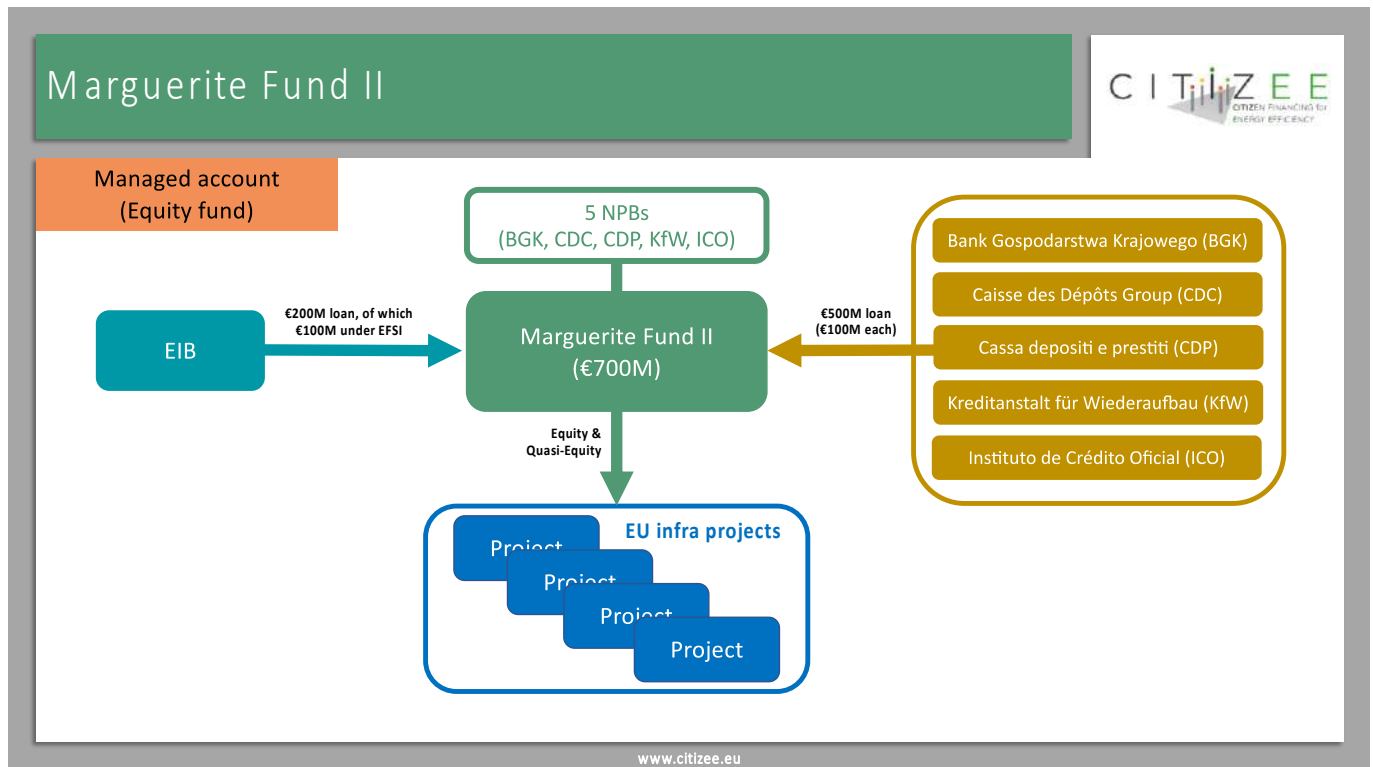 Marguerite Fund II
CITIZEE
CITIZEN FINANCING for
ENERGY EFFICIENCY
Managed account
(Equity fund)
5 NPBs
(BGK, CDC, CDP, KfW, ICO)
EIB
€200M loan, of which
€100M under EFSI
Marguerite Fund II
(€700M)
€500M loan
(€100M each)
Bank Gospodarstwa Krajowego (BGK)
Caisse des Dépôts Group (CDC)
Cassa depositi e prestiti (CDP)
Kreditanstalt für Wiederaufbau (KfW)
Instituto de Crédito Oficial (ICO)
Equity &
Quasi-Equity
EU infra projects
Project
Project
Project
Project
www.citizee.eu